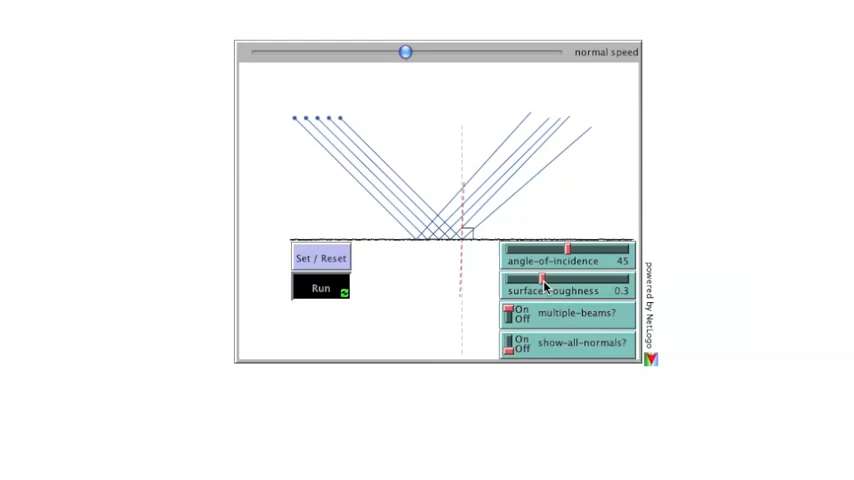 normal speed
Set / Reset
Run
angle-of-incidence 45
surface-roughness 0.3
On
Off
multiple-beams?
On
Off
show-all-normals?
powered by NetLogo